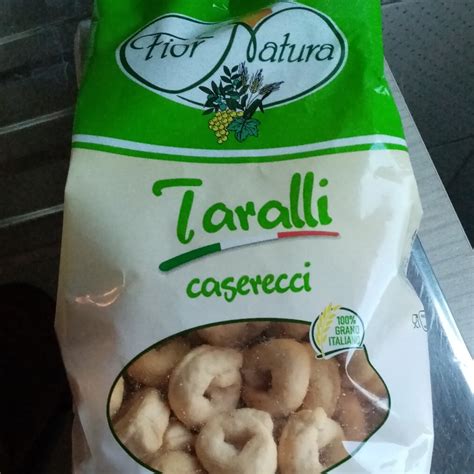 Fior Natura
Taralli
caserecci
100%
GRANO
ITALIANO